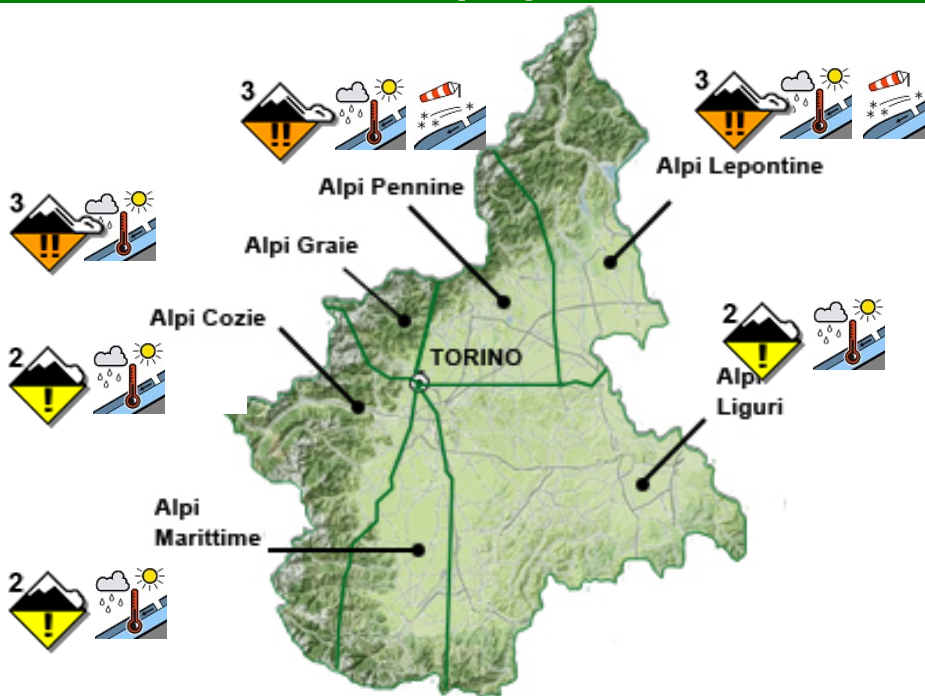 3
3
Alpi Lepontine
Alpi Pennine
3
Alpi Graie
2
Alpi Cozie
2
TORINO
Alpi
Liguri
Alpi
Marittime
2